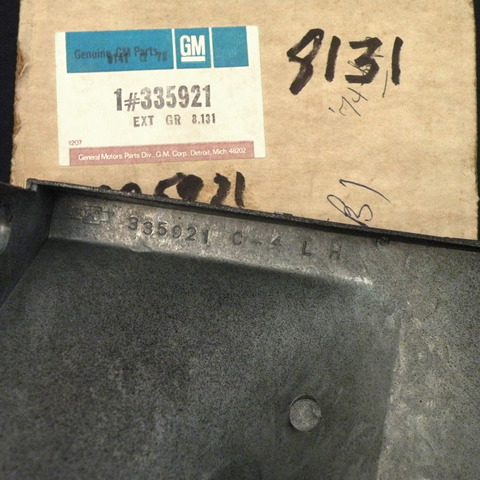 Genuine GM Parts
GM
1#335921
EXT GR 8.131
1207
General Motors Parts Div., G.M. Corp. Detroit, Mich. 48202
8131
335921 C-4 LH